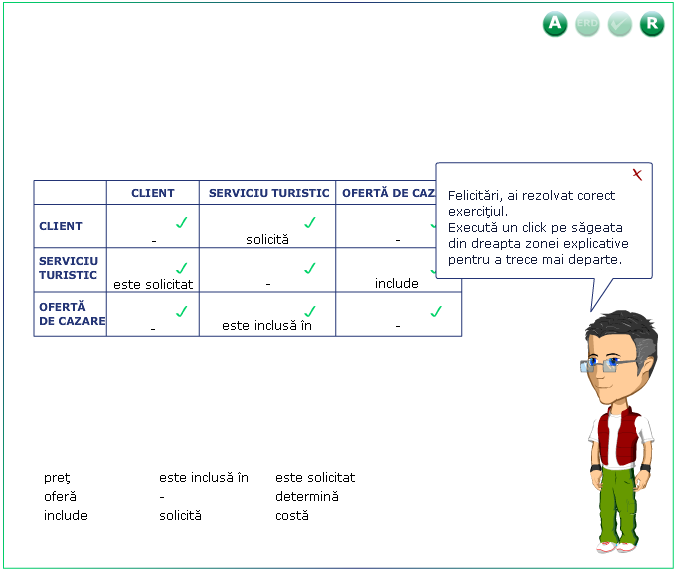 A ERD R
CLIENT SERVICIU TURISTIC OFERTĂ DE CAZ
CLIENT - solicită -
SERVICIU
TURISTIC este solicitat - include
OFERTĂ
DE CAZARE - este inclusă în -
Felicitări, ai rezolvat corect
exerciţiul.
Execută un click pe săgeata
din dreapta zonei explicative
pentru a trece mai departe.
preţ este inclusă în este solicitat
oferă - determină
include solicită costă